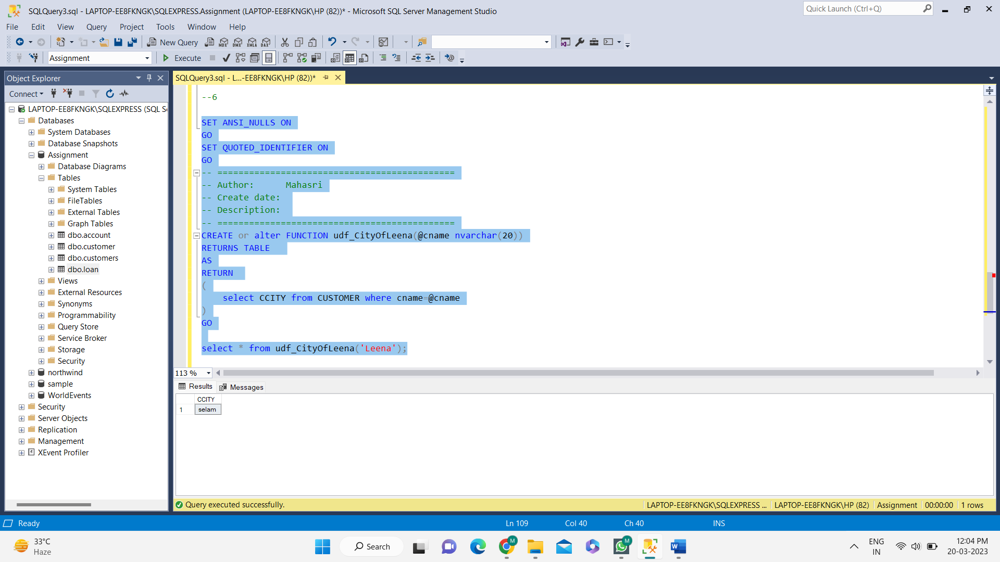 SQLQuery3.sql - LAPTOP-EE8FKNGK\SQLEXPRESS.Assignment (LAPTOP-EE8FKNGK\HP (82))* - Microsoft SQL Server Management Studio
Quick Launch (Ctrl+Q)
File Edit View Query Project Tools Window Help
New Query MDX DMX XMLA DAX
Assignment Execute
Object Explorer
SQLQuery3.sql - L...-EE8FKNGK\HP (82))*
Connect
LAPTOP-EE8FKNGK\SQLEXPRESS (SQL S
Databases
System Databases
Database Snapshots
Assignment
Database Diagrams
Tables
System Tables
FileTables
External Tables
Graph Tables
dbo.account
dbo.customer
dbo.customers
dbo.loan
Views
External Resources
Synonyms
Programmability
Query Store
Service Broker
Storage
Security
northwind
sample
WorldEvents
Security
Server Objects
Replication
Management
XEvent Profiler
--6
SET ANSI_NULLS ON
GO
SET QUOTED_IDENTIFIER ON
GO
-- =============================================
-- Author: Mahasri
-- Create date:
-- Description:
-- =============================================
CREATE or alter FUNCTION udf_CityOfLeena(@cname nvarchar(20))
RETURNS TABLE
AS
RETURN
(
select CCITY from CUSTOMER where cname=@cname
)
GO
select * from udf_CityOfLeena('Leena');
113 %
Results Messages
CCITY
1 selam
Query executed successfully. LAPTOP-EE8FKNGK\SQLEXPRESS ... LAPTOP-EE8FKNGK\HP (82) Assignment 00:00:00 1 rows
Ready Ln 109 Col 40 Ch 40 INS
33°C
Haze
Search
M
M
W
ENG
IN
12:04 PM
20-03-2023